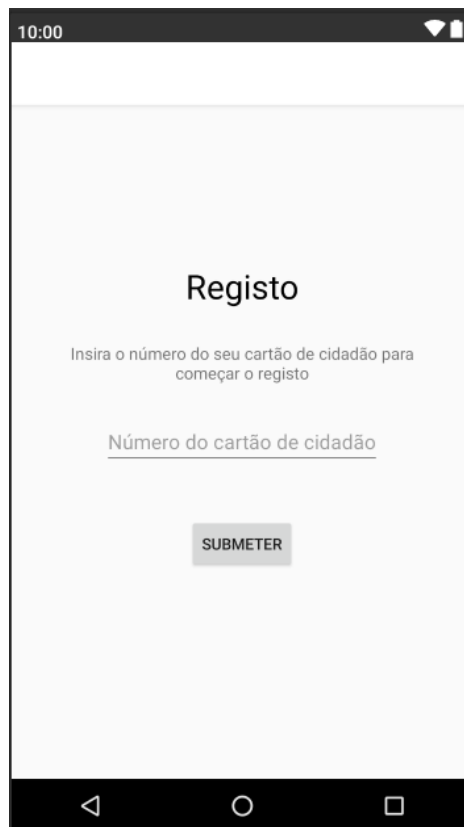 10:00
Registo
Insira o número do seu cartão de cidadão para
começar o registo
Número do cartão de cidadão
SUBMETER